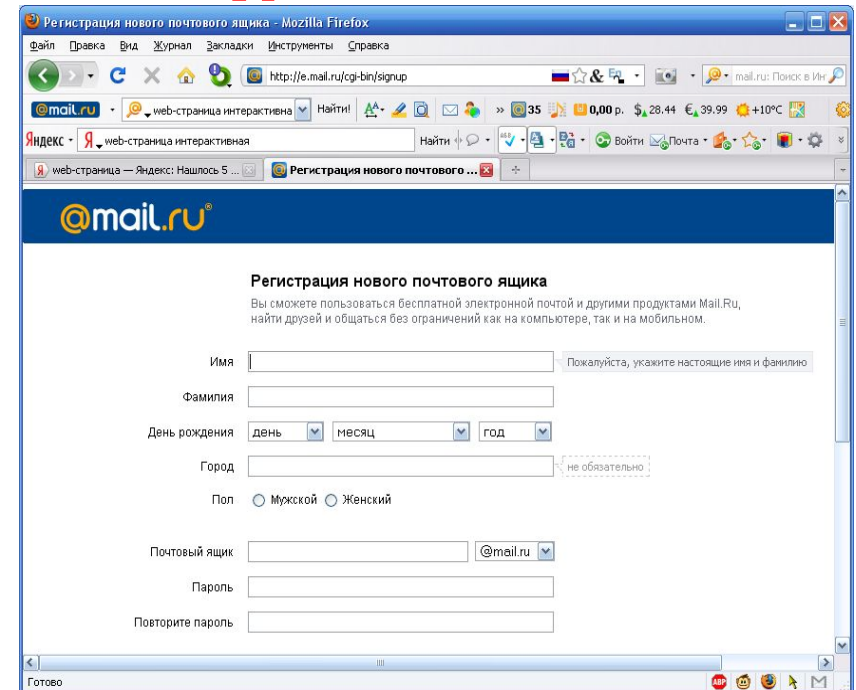 Регистрация нового почтового ящика - Mozilla Firefox
Файл Правка Вид Журнал Закладки Инструменты Справка
http://e.mail.ru/cgi-bin/signup mail.ru: Поиск в Ин
@mail.ru web-страница интерактивна Найти! 35 0,00 р. $ 28.44 € 39.99 +10°C
Яндекс web-страница интерактивная Найти Войти Почта
web-страница — Яндекс: Нашлось 5 ... Регистрация нового почтового ...
@mail.ru
Регистрация нового почтового ящика
Вы сможете пользоваться бесплатной электронной почтой и другими продуктами Mail.Ru,
найти друзей и общаться без ограничений как на компьютере, так и на мобильном.
Имя Пожалуйста, укажите настоящие имя и фамилию
Фамилия
День рождения день месяц год
Город не обязательно
Пол Мужской Женский
Почтовый ящик @mail.ru
Пароль
Повторите пароль
Готово ABP